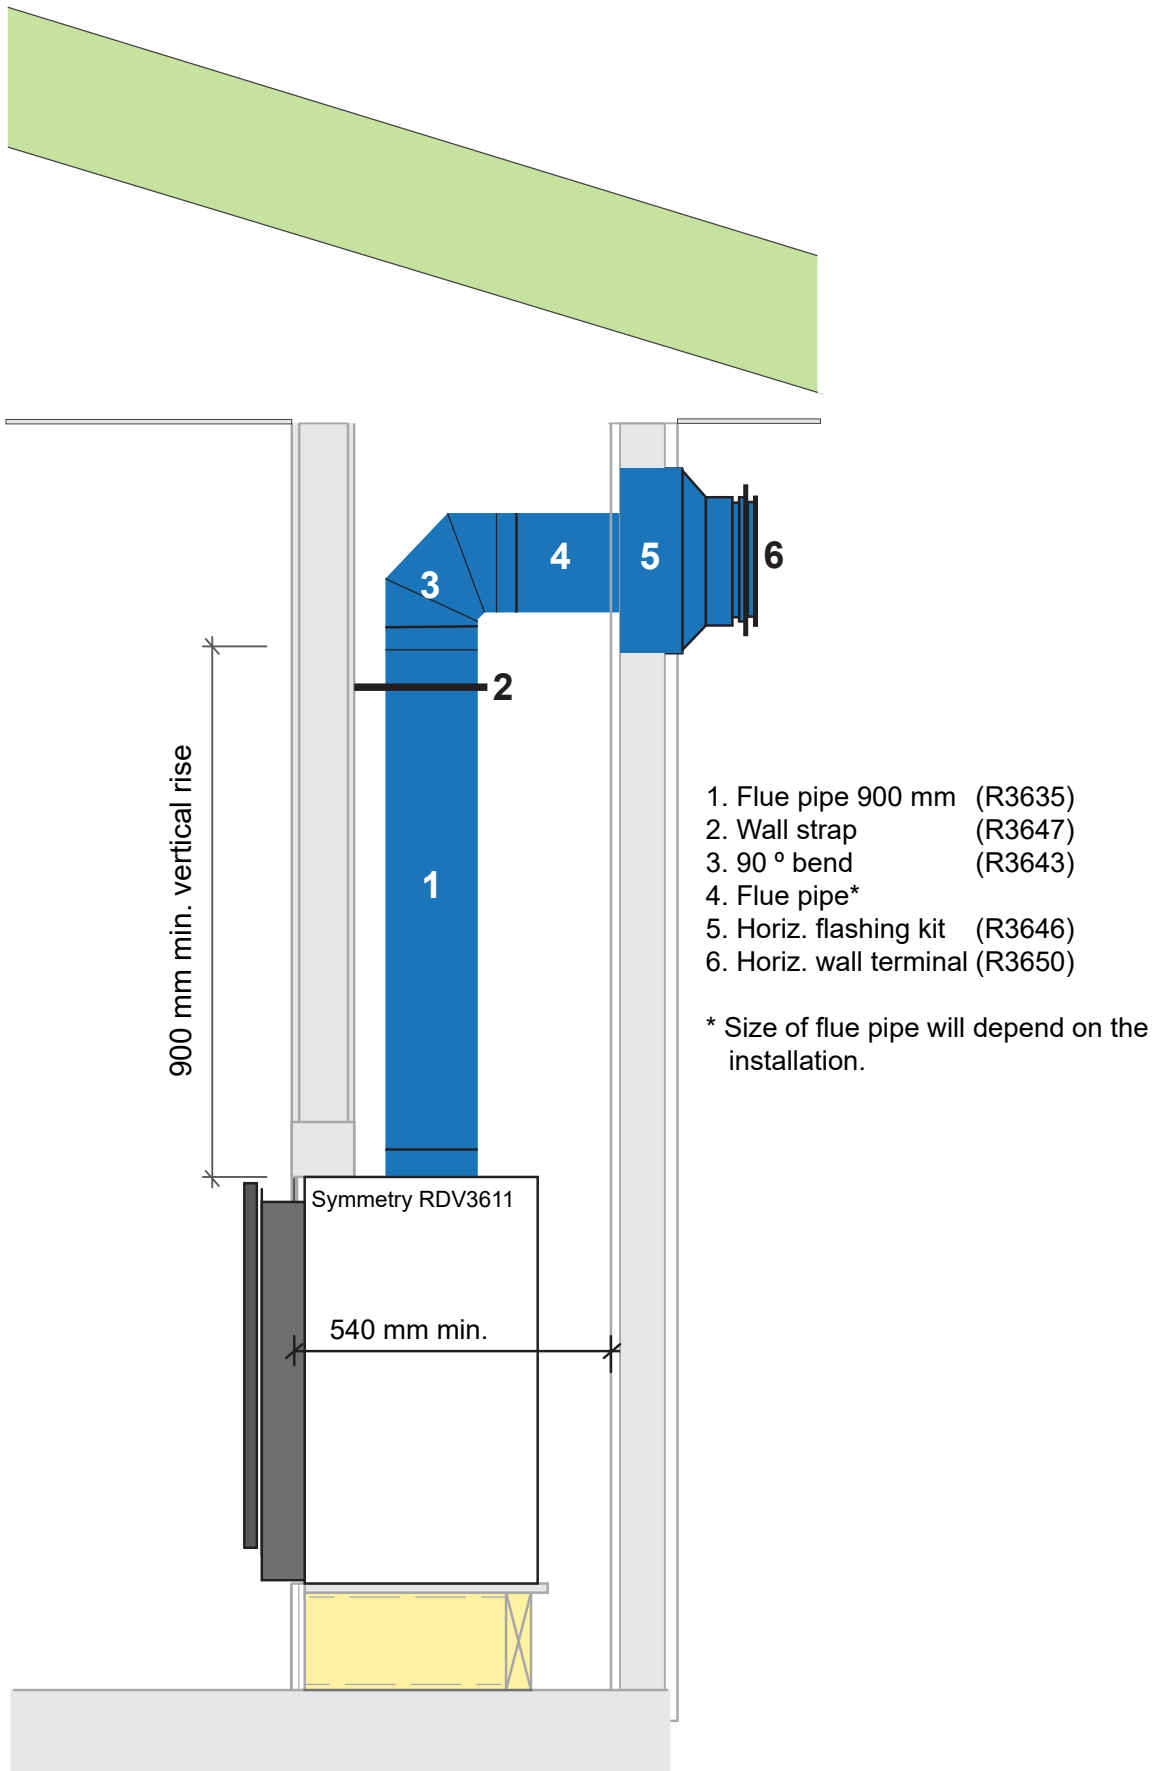 6
4
5
3
2
900 mm min. vertical rise
1
1. Flue pipe 900 mm (R3635)
2. Wall strap (R3647)
3. 90 º bend (R3643)
4. Flue pipe*
5. Horiz. flashing kit (R3646)
6. Horiz. wall terminal (R3650)
* Size of flue pipe will depend on the
installation.
Symmetry RDV3611
540 mm min.